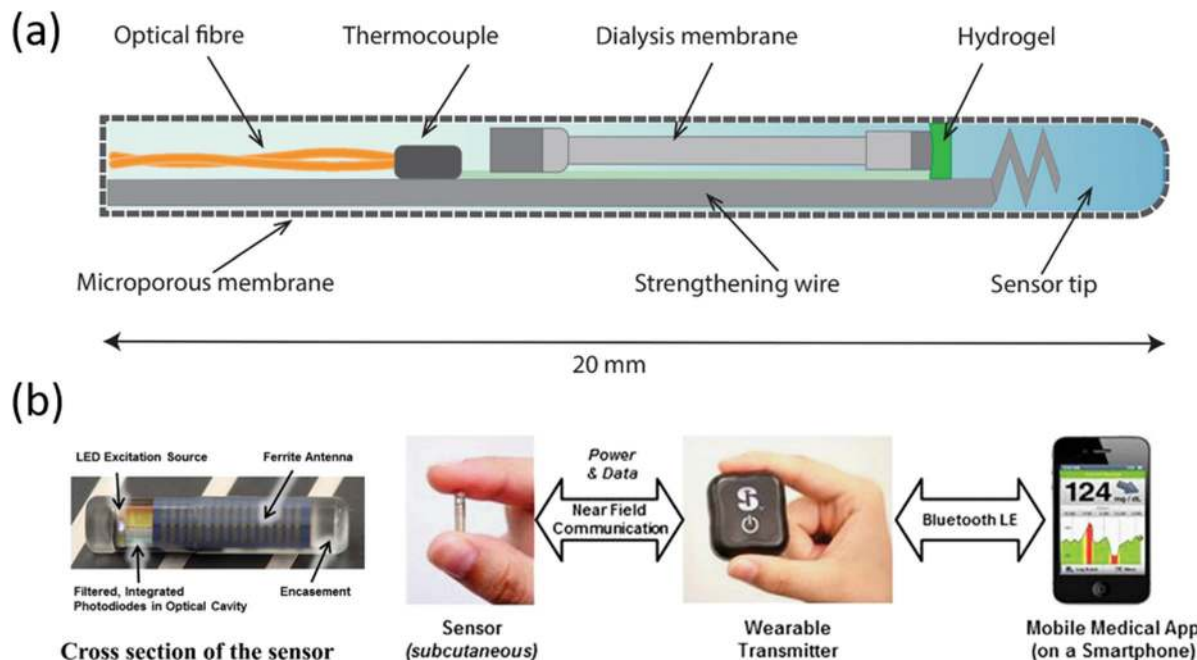 (a)
Optical fibre
Thermocouple
Dialysis membrane
Hydrogel
Microporous membrane
Strengthening wire
Sensor tip
20 mm
(b)
LED Excitation Source
Ferrite Antenna
Filtered, Integrated
Photodiodes in Optical Cavity
Encasement
Cross section of the sensor
Sensor
(subcutaneous)
Power
& Data
Near Field
Communication
Wearable
Transmitter
Bluetooth LE
124
mg / dL
Mobile Medical App
(on a Smartphone)